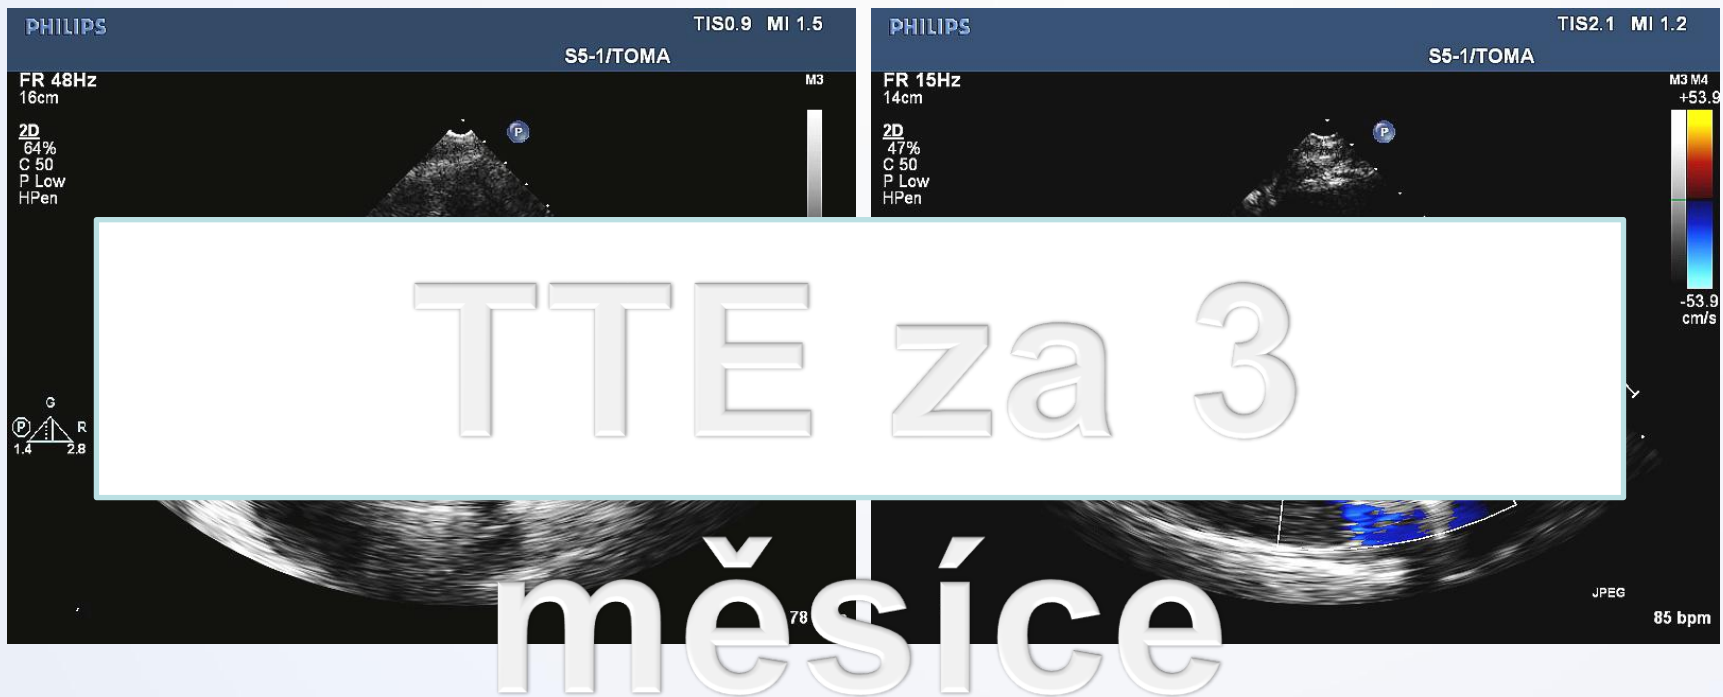 PHILIPS
TIS0.9 MI 1.5
S5-1/TOMA
FR 48Hz
16cm
M3
2D
64%
C 50
P Low
HPen
P
G
P
R
1.4
2.8
78
PHILIPS
TIS2.1 MI 1.2
S5-1/TOMA
FR 15Hz
14cm
M3 M4
+53.9
2D
47%
C 50
P Low
HPen
P
-53.9
cm/s
JPEG
85 bpm
TTE za 3
měsíce